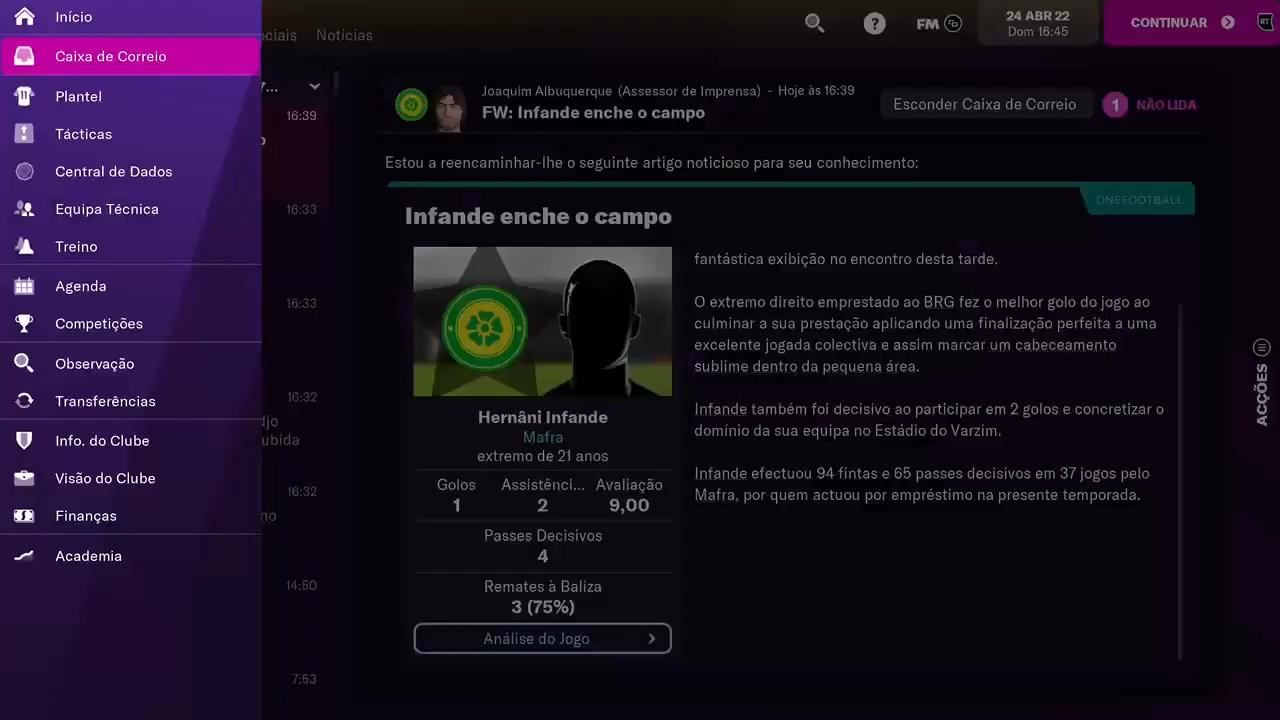 Início
Caixa de Correio
Plantel
Tácticas
Central de Dados
Equipa Técnica
Treino
Agenda
Competições
Observação
Transferências
Info. do Clube
Visão do Clube
Finanças
Academia
ociais Notícias
FM
24 ABR 22
Dom 16:45
CONTINUAR
RT
7...
16:39
o
16:33
16:33
16:32
djo
ubida
16:32
no
14:50
7:53
Joaquim Albuquerque (Assessor de Imprensa) - Hoje às 16:39
FW: Infande enche o campo
Esconder Caixa de Correio
1 NÃO LIDA
Estou a reencaminhar-lhe o seguinte artigo noticioso para seu conhecimento:
Infande enche o campo
ONEFOOTBALL
Hernâni Infande
Mafra
extremo de 21 anos
Golos Assistênci... Avaliação
1 2 9,00
Passes Decisivos
4
Remates à Baliza
3 (75%)
Análise do Jogo
fantástica exibição no encontro desta tarde.
O extremo direito emprestado ao BRG fez o melhor golo do jogo ao
culminar a sua prestação aplicando uma finalização perfeita a uma
excelente jogada colectiva e assim marcar um cabeceamento
sublime dentro da pequena área.
Infande também foi decisivo ao participar em 2 golos e concretizar o
domínio da sua equipa no Estádio do Varzim.
Infande efectuou 94 fintas e 65 passes decisivos em 37 jogos pelo
Mafra, por quem actuou por empréstimo na presente temporada.
ACÇÕES